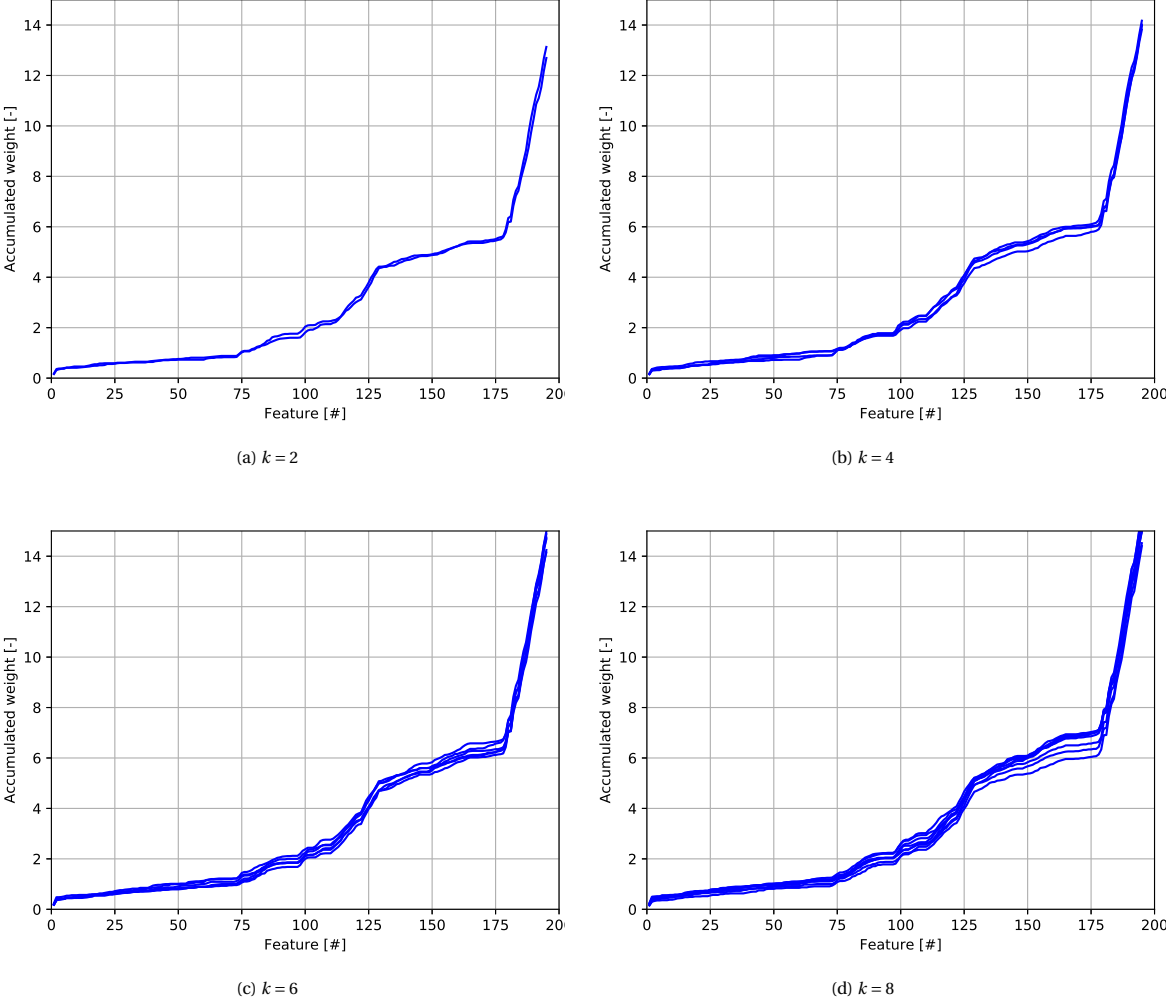 14
12
10
8
6
4
2
0
Accumulated weight [-]
0 25 50 75 100 125 150 175 20
Feature [#]
(a) k = 2
14
12
10
8
6
4
2
0
Accumulated weight [-]
0 25 50 75 100 125 150 175 200
Feature [#]
(b) k = 4
14
12
10
8
6
4
2
0
Accumulated weight [-]
0 25 50 75 100 125 150 175 20
Feature [#]
(c) k = 6
14
12
10
8
6
4
2
0
Accumulated weight [-]
0 25 50 75 100 125 150 175 200
Feature [#]
(d) k = 8